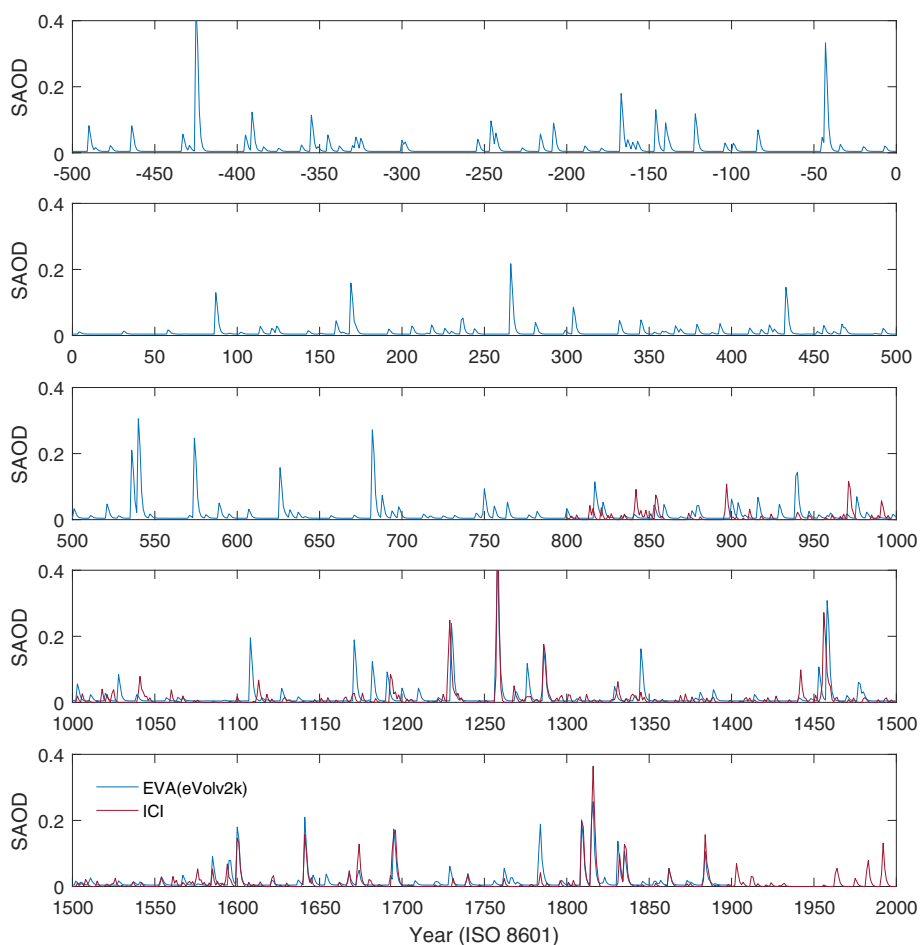 0.4
0.2
0
SAOD
-500 -450 -400 -350 -300 -250 -200 -150 -100 -50 0
0.4
0.2
0
SAOD
0 50 100 150 200 250 300 350 400 450 500
0.4
0.2
0
SAOD
500 550 600 650 700 750 800 850 900 950 1000
0.4
0.2
0
SAOD
1000 1050 1100 1150 1200 1250 1300 1350 1400 1450 1500
0.4
0.2
0
SAOD
EVA(eVolv2k)
ICI
1500 1550 1600 1650 1700 1750 1800 1850 1900 1950 2000
Year (ISO 8601)